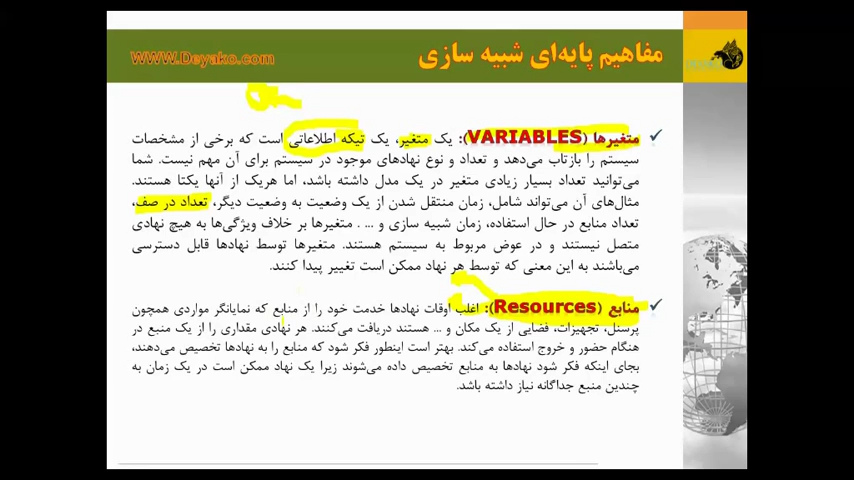 مفاهیم پایه‌ای شبیه سازی
WWW.Deyako.com
متغیرها (VARIABLES): یک متغیر، یک تیکه اطلاعاتی است که برخی از مشخصات
سیستم را بازتاب می‌دهد و تعداد و نوع نهادهای موجود در سیستم برای آن مهم نیست. شما
می‌توانید تعداد بسیار زیادی متغیر در یک مدل داشته باشد، اما هریک از آنها یکتا هستند.
مثال‌های آن می‌تواند شامل، زمان منتقل شدن از یک وضعیت به وضعیت دیگر، تعداد در صف،
تعداد منابع در حال استفاده، زمان شبیه سازی و ... . متغیرها بر خلاف ویژگی‌ها به هیچ نهادی
متصل نیستند و در عوض مربوط به سیستم هستند. متغیرها توسط نهادها قابل دسترسی
می‌باشند به این معنی که توسط هر نهاد ممکن است تغییر پیدا کنند.
منابع (Resources): اغلب اوقات نهادها خدمت خود را از منابع که نمایانگر مواردی همچون
پرسنل، تجهیزات، فضایی از یک مکان و ... هستند دریافت می‌کنند. هر نهادی مقداری را از یک منبع در
هنگام حضور و خروج استفاده می‌کند. بهتر است اینطور فکر شود که منابع را به نهادها تخصیص می‌دهند،
بجای اینکه فکر شود نهادها به منابع تخصیص داده می‌شوند زیرا یک نهاد ممکن است در یک زمان به
چندین منبع جداگانه نیاز داشته باشد.